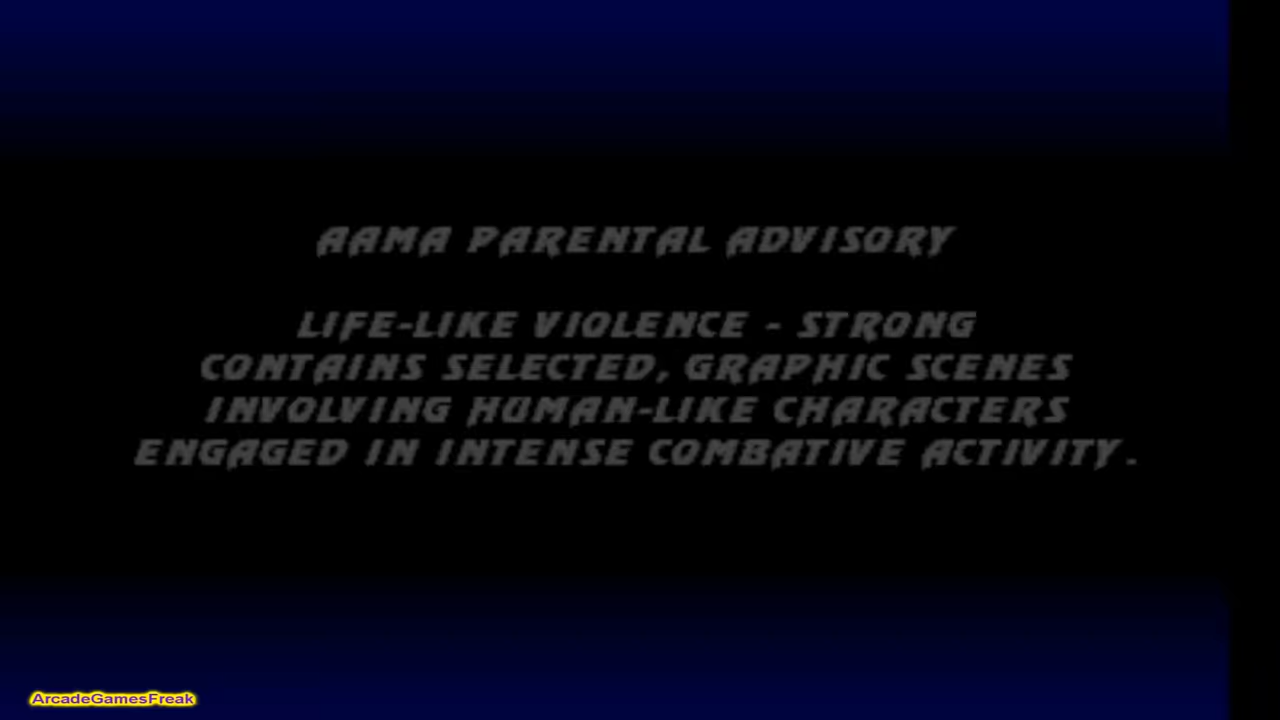 AAMA PARENTAL ADVISORY
LIFE-LIKE VIOLENCE - STRONG
CONTAINS SELECTED, GRAPHIC SCENES
INVOLVING HUMAN-LIKE CHARACTERS
ENGAGED IN INTENSE COMBATIVE ACTIVITY.
ArcadeGamesFreak